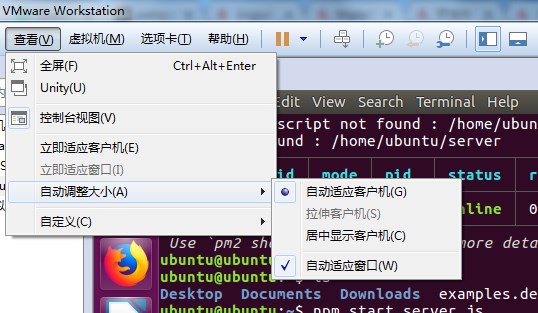 VMware Workstation
查看(V) 虚拟机(M) 选项卡(T) 帮助(H)
全屏(F) Ctrl+Alt+Enter
Unity(U)
控制台视图(V)
立即适应客户机(E)
立即适应窗口(I)
自动调整大小(A)
自定义(C)
自动适应客户机(G)
拉伸客户机(S)
居中显示客户机(C)
自动适应窗口(W)
Edit View Search Terminal Help
script not found : /home/ubun
und : /home/ubuntu/server
id mode pid status
nline 0
Use `pm2 sh more deta
ubuntu@ubuntu
ubuntu@ubuntu:~$ ls
Desktop Documents Downloads examples.de
ubuntu@ubuntu:~$ npm start server.js